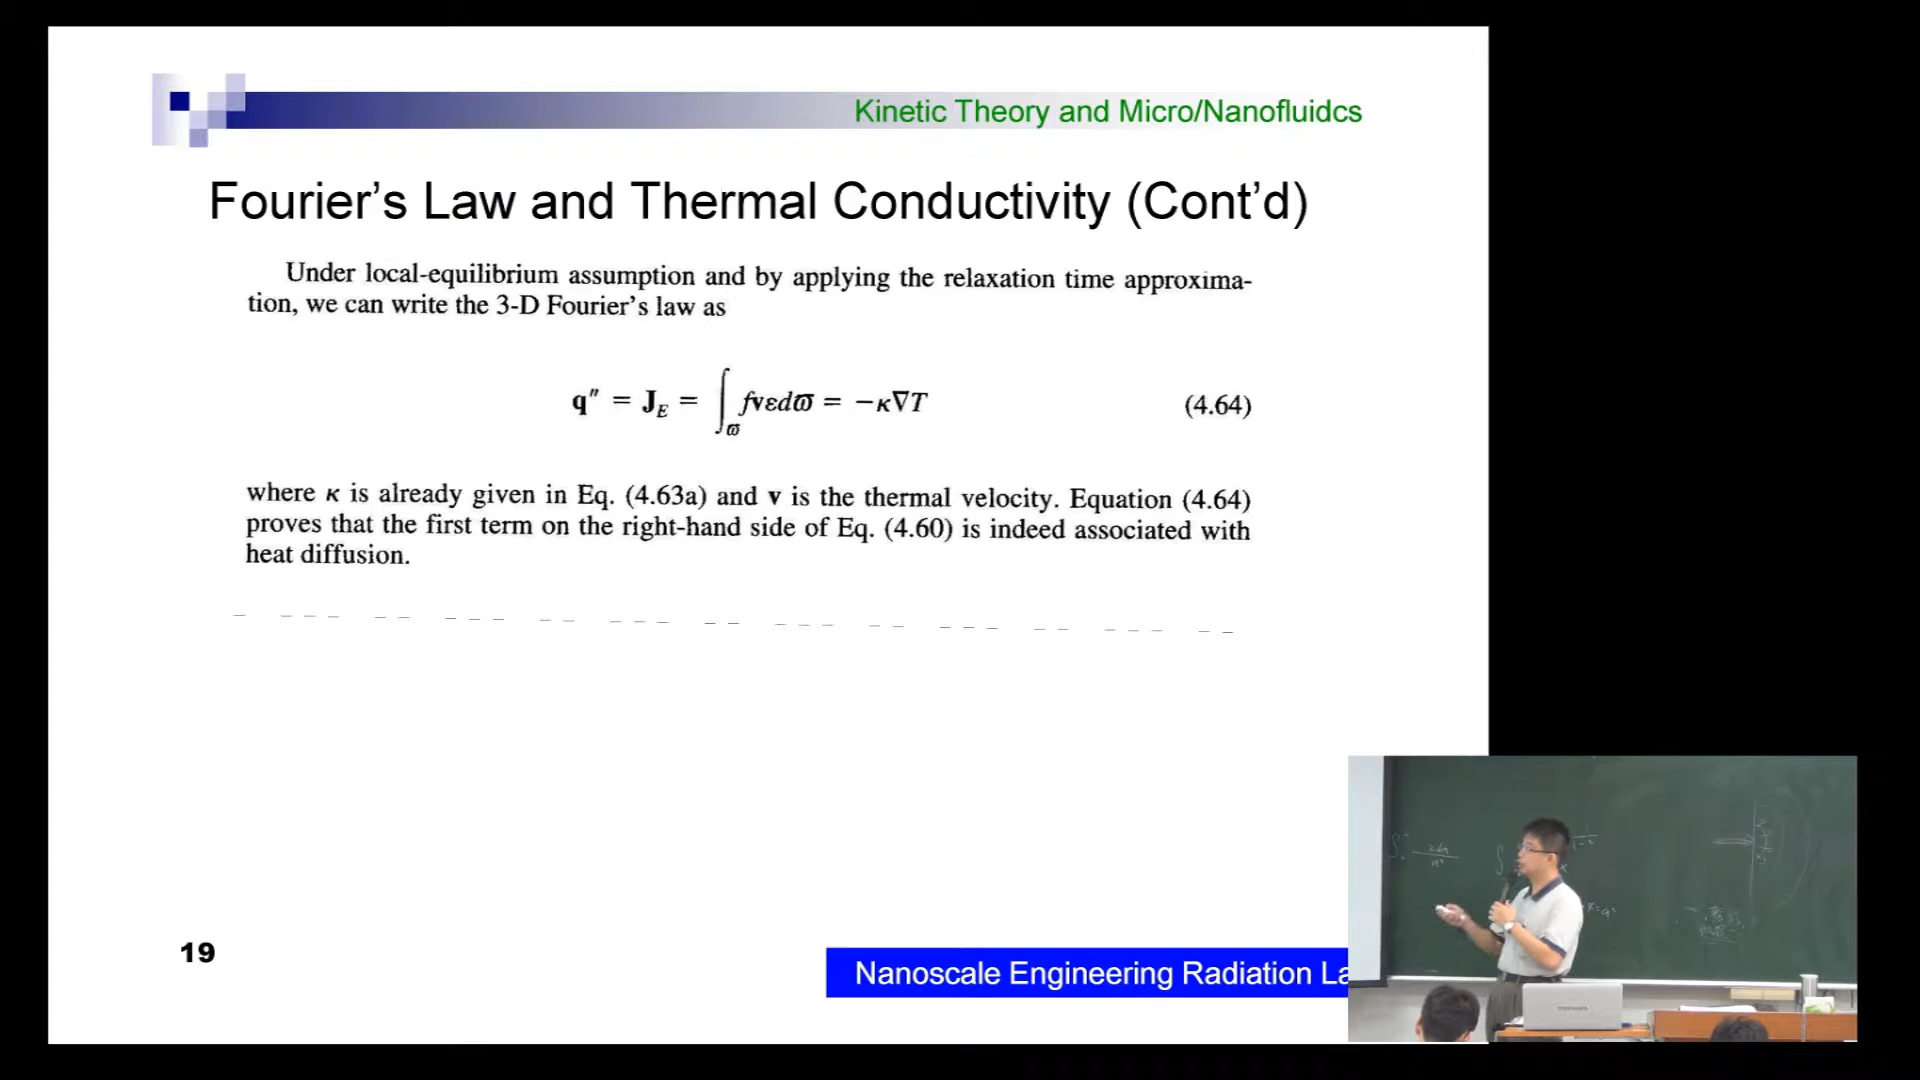 Kinetic Theory and Micro/Nanofluidcs
Fourier's Law and Thermal Conductivity (Cont'd)
Under local-equilibrium assumption and by applying the relaxation time approxima-
tion, we can write the 3-D Fourier's law as
q″ = J_E = ∫_ϖ fvεdϖ = −κ∇T (4.64)
where κ is already given in Eq. (4.63a) and v is the thermal velocity. Equation (4.64)
proves that the first term on the right-hand side of Eq. (4.60) is indeed associated with
heat diffusion.
19
Nanoscale Engineering Radiation La